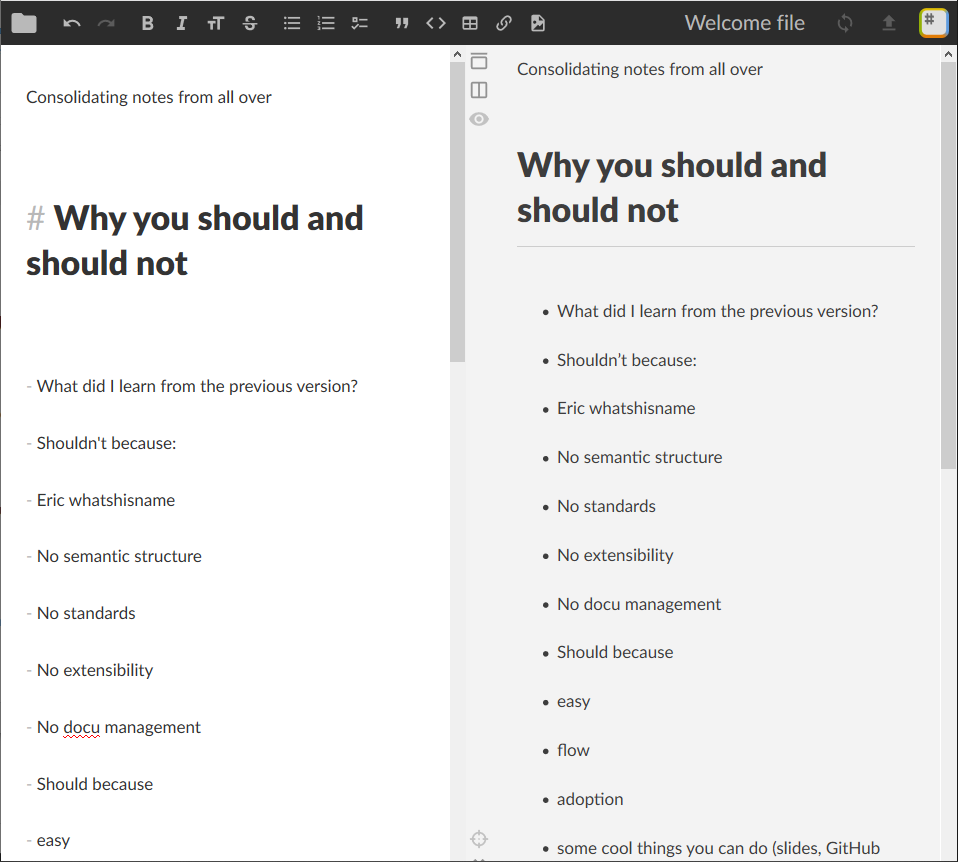 Welcome file
Consolidating notes from all over
# Why you should and
should not
- What did I learn from the previous version?
- Shouldn't because:
- Eric whatshisname
- No semantic structure
- No standards
- No extensibility
- No docu management
- Should because
- easy
Consolidating notes from all over
Why you should and
should not
• What did I learn from the previous version?
• Shouldn’t because:
• Eric whatshisname
• No semantic structure
• No standards
• No extensibility
• No docu management
• Should because
• easy
• flow
• adoption
• some cool things you can do (slides, GitHub